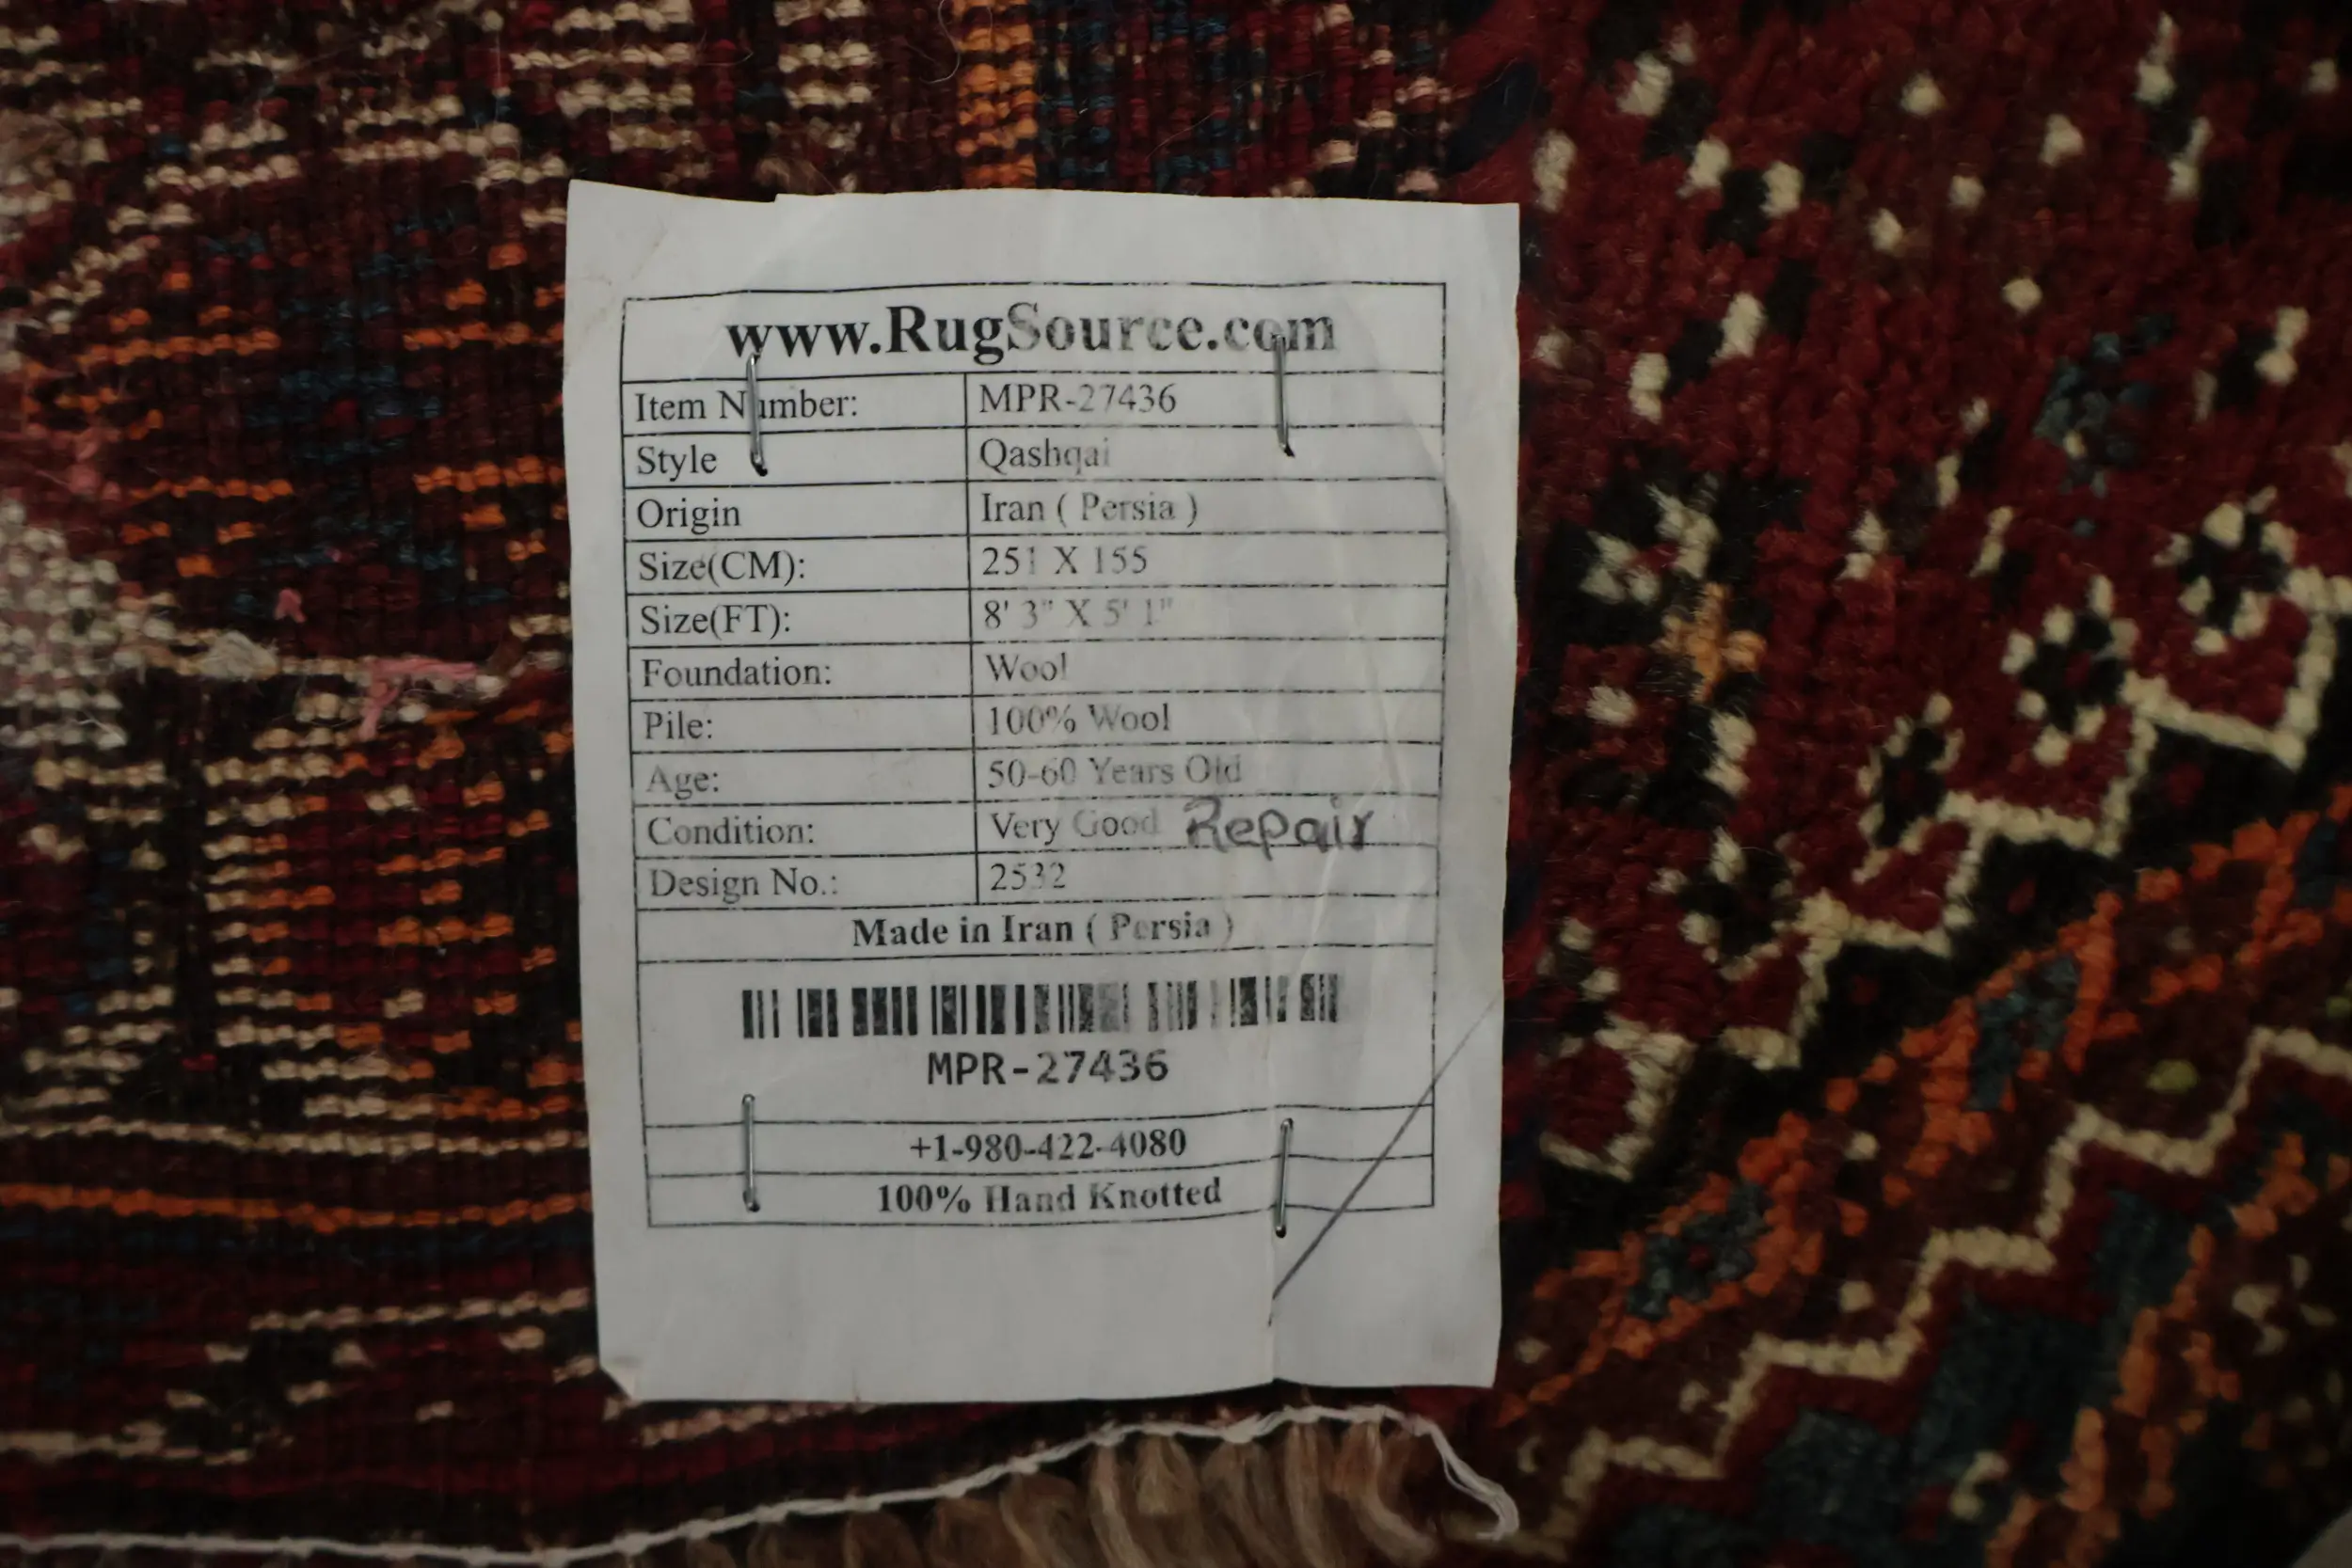 www.RugSource.com
Item Number: MPR-27436
Style Qashqai
Origin Iran ( Persia )
Size(CM): 251 X 155
Size(FT): 8' 3" X 5' 1"
Foundation: Wool
Pile: 100% Wool
Age: 50-60 Years Old
Condition: Very Good Repair
Design No.: 2532
Made in Iran ( Persia )
MPR-27436
+1-980-422-4080
100% Hand Knotted